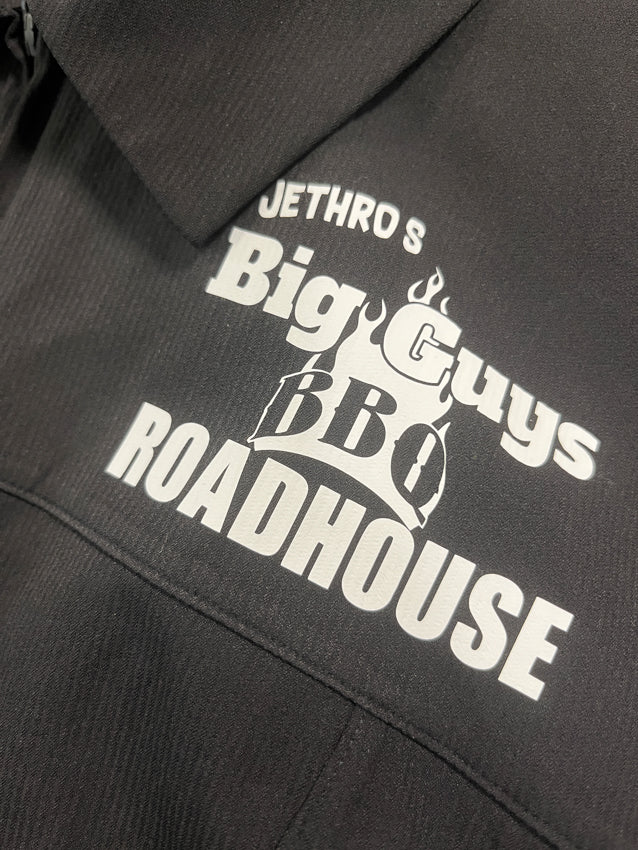 JETHRO S
Big Guys
BBQ
ROADHOUSE